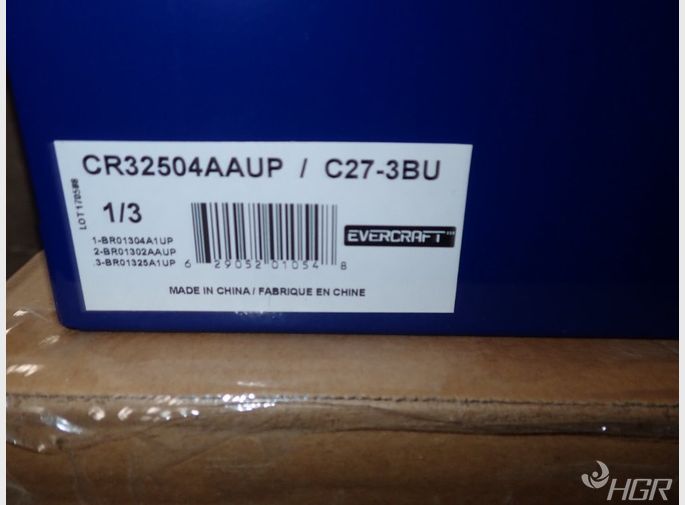 CR32504AAUP / C27-3BU
LOT 170588
1/3
1-BR01304A1UP
2-BR01302AAUP
.3-BR01325A1UP
6 29052 01054 8
EVERCRAFT
MADE IN CHINA / FABRIQUE EN CHINE
HGR